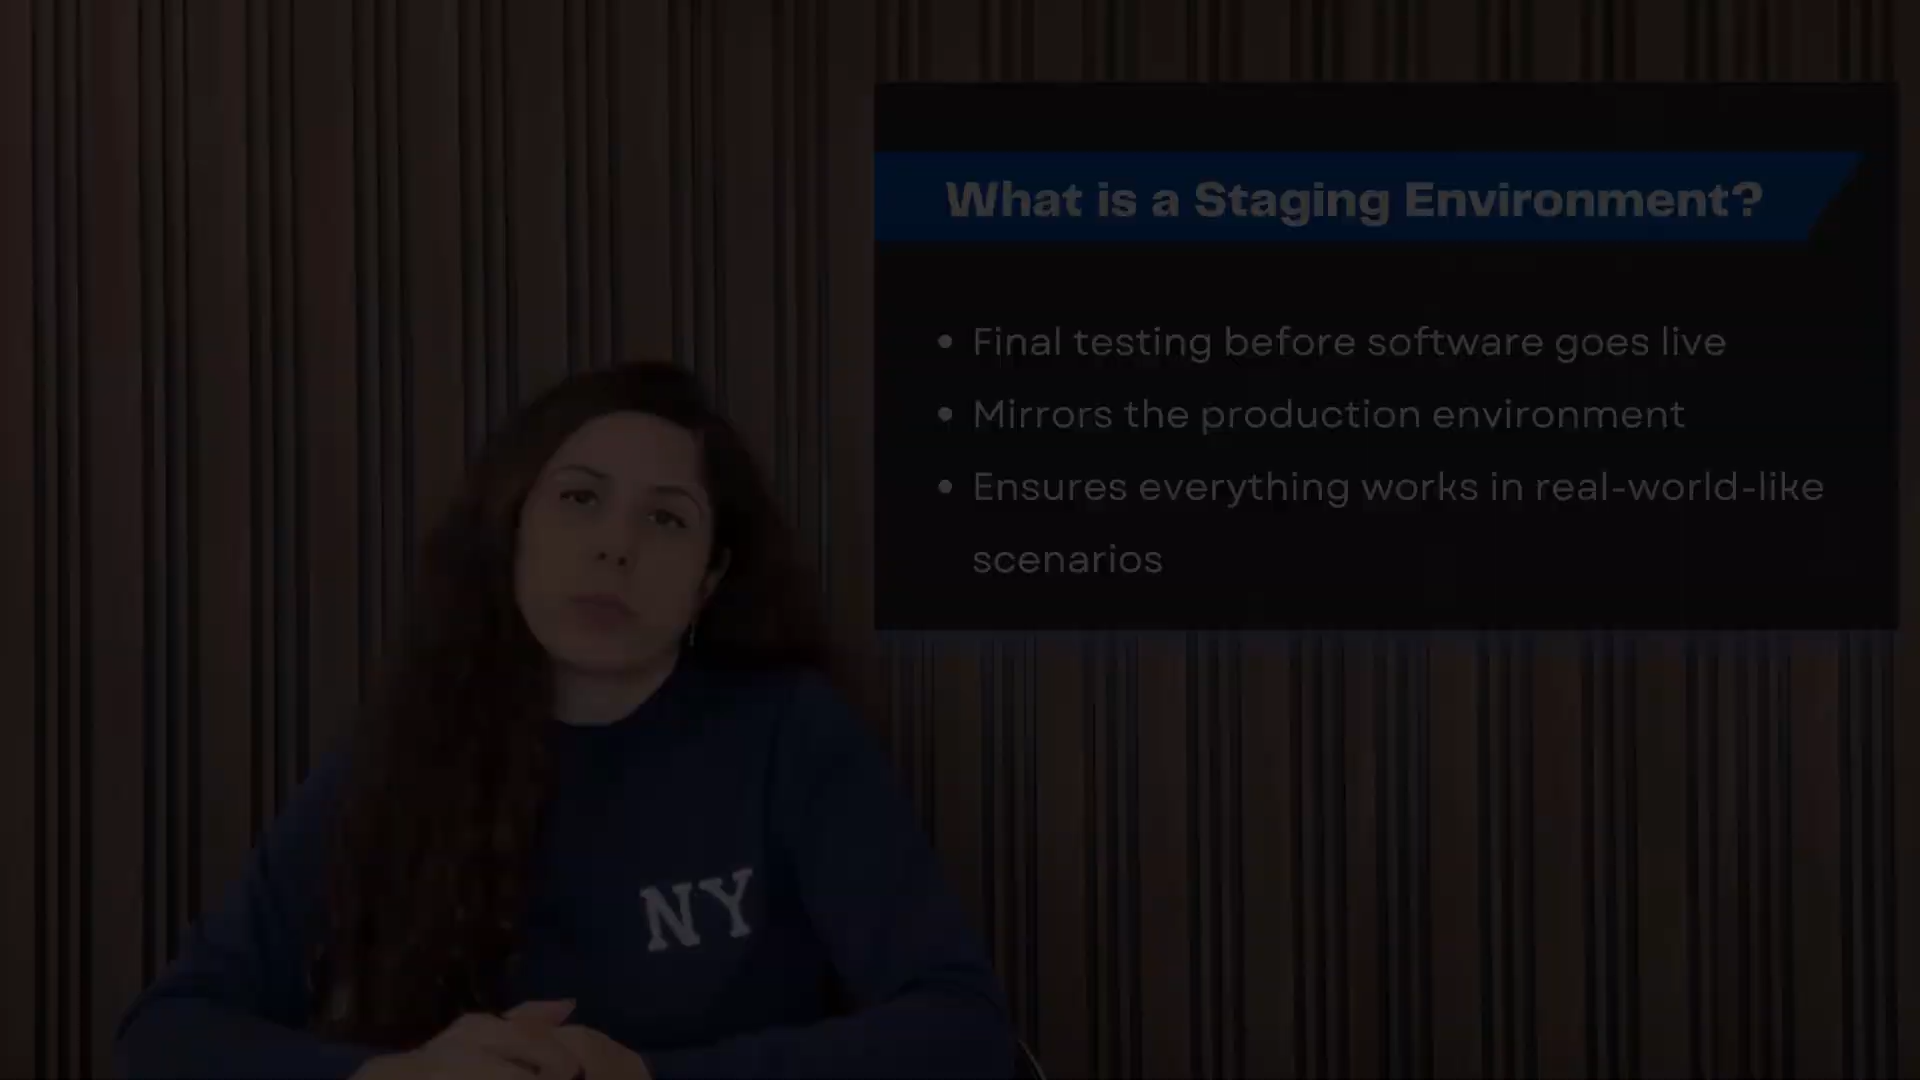 What is a Staging Environment?
• Final testing before software goes live
• Mirrors the production environment
• Ensures everything works in real-world-like
scenarios
NY